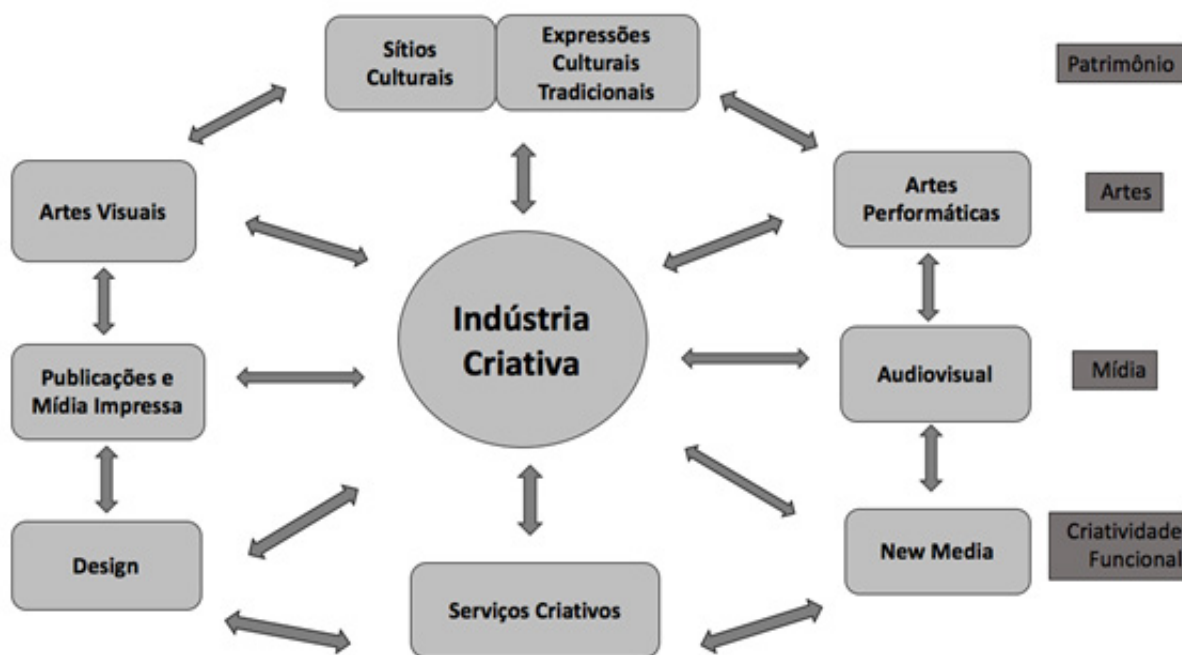 Sítios
Culturais
Expressões
Culturais
Tradicionais
Patrimônio
Artes Visuais
Artes
Performáticas
Artes
Indústria
Criativa
Publicações e
Mídia Impressa
Audiovisual
Mídia
Design
Serviços Criativos
New Media
Criatividade
Funcional